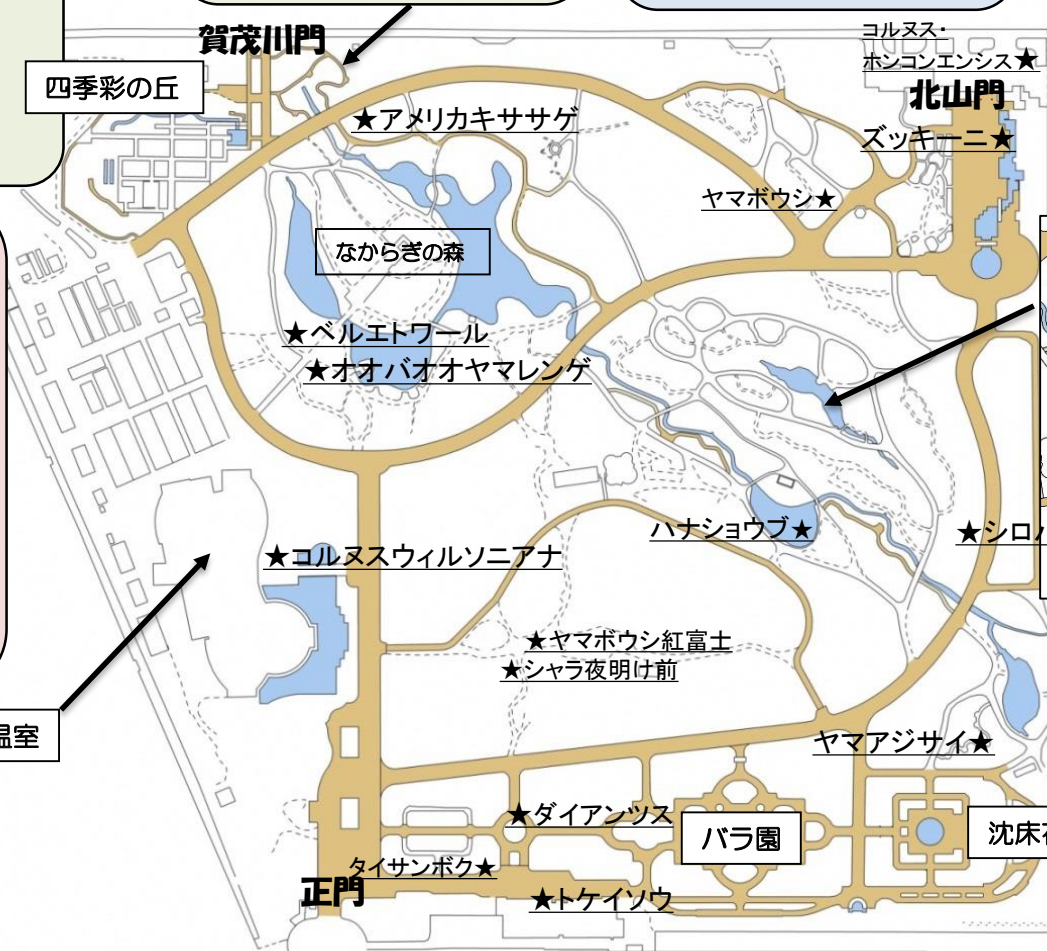 コルヌス・
ホンコンエンシス★
賀茂川門
四季彩の丘
北山門
★アメリカキササゲ
ズッキーニ★
ヤマボウシ★
なからぎの森
★ベルエトワール
★オオバオオヤマレンゲ
ハナショウブ★
★シロバ
★コルヌスウィルソニアナ
★ヤマボウシ紅富士
★シャラ夜明け前
温室
ヤマアジサイ★
★ダイアンツス
バラ園
沈床花
タイサンボク★
正門
★トケイソウ